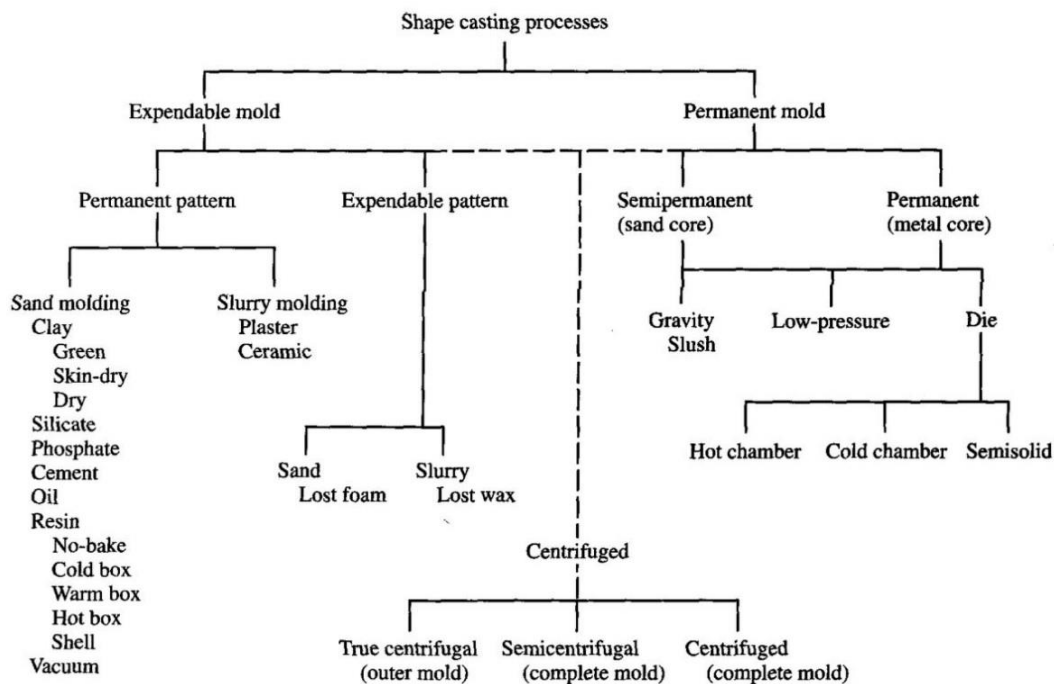 Shape casting processes
Expendable mold
Permanent mold
Permanent pattern
Expendable pattern
Semipermanent
(sand core)
Permanent
(metal core)
Sand molding
Clay
Green
Skin-dry
Dry
Silicate
Phosphate
Cement
Oil
Resin
No-bake
Cold box
Warm box
Hot box
Shell
Vacuum
Slurry molding
Plaster
Ceramic
Sand
Lost foam
Slurry
Lost wax
Gravity
Slush
Low-pressure
Die
Hot chamber
Cold chamber
Semisolid
Centrifuged
True centrifugal
(outer mold)
Semicentrifugal
(complete mold)
Centrifuged
(complete mold)